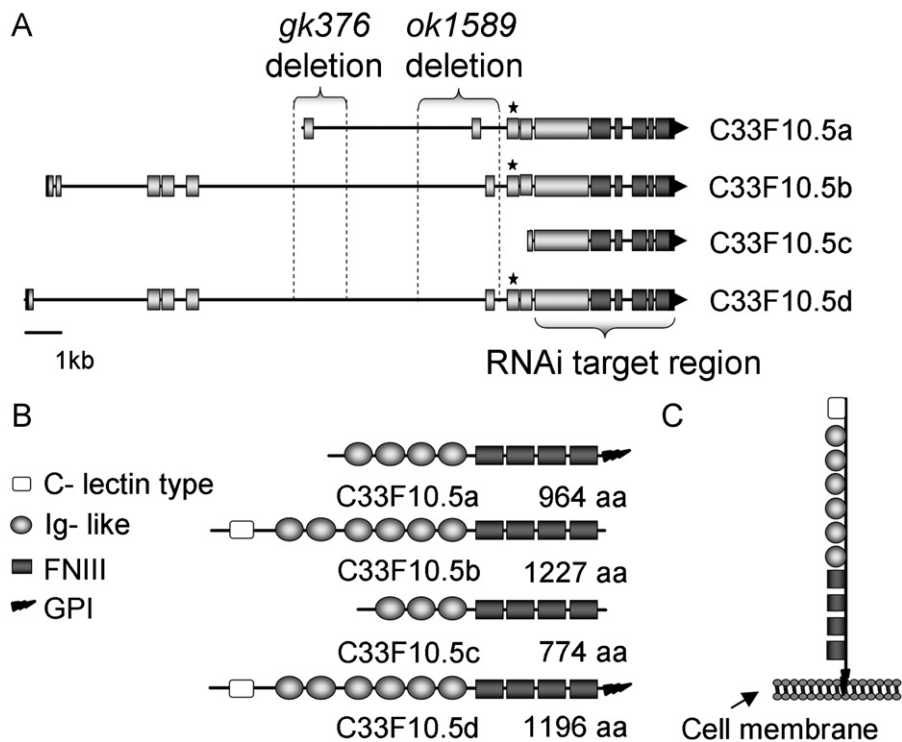 A
gk376
deletion
ok1589
deletion
C33F10.5a
C33F10.5b
C33F10.5c
C33F10.5d
1kb
RNAi target region
B
C- lectin type
Ig- like
FNIII
GPI
C33F10.5a 964 aa
C33F10.5b 1227 aa
C33F10.5c 774 aa
C33F10.5d 1196 aa
C
Cell membrane